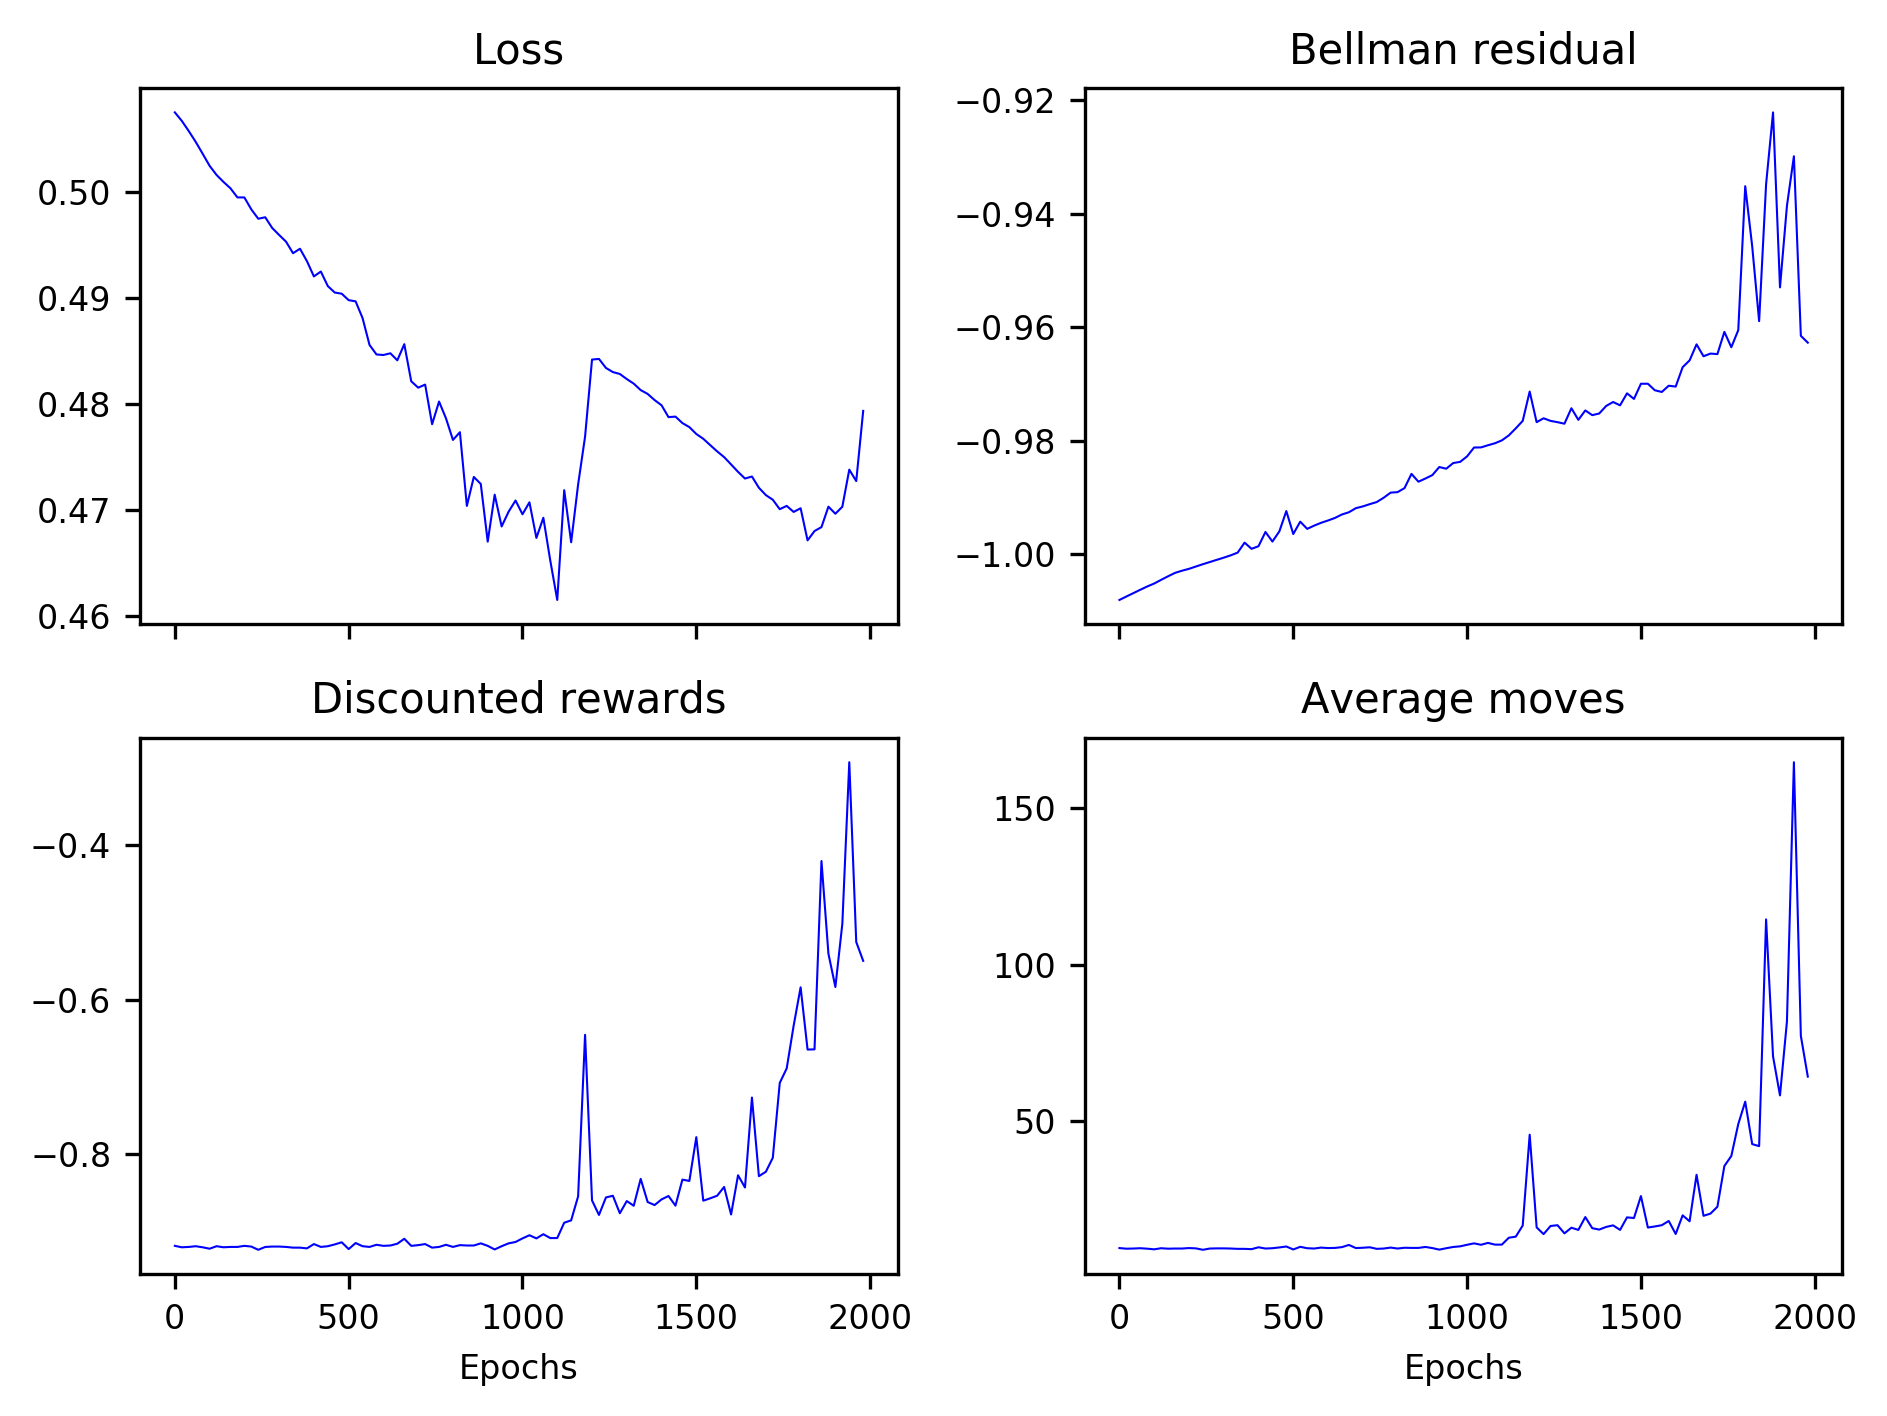 Loss
0.50
0.49
0.48
0.47
0.46
Bellman residual
−0.92
−0.94
−0.96
−0.98
−1.00
Discounted rewards
−0.4
−0.6
−0.8
0 500 1000 1500 2000
Epochs
Average moves
150
100
50
0 500 1000 1500 2000
Epochs